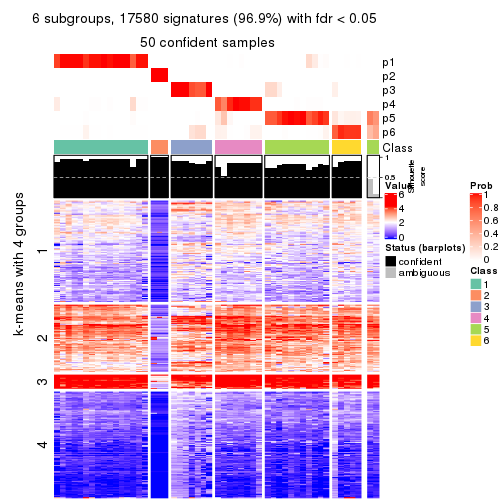 6 subgroups, 17580 signatures (96.9%) with fdr < 0.05
50 confident samples
p1
p2
p3
p4
p5
p6
Class
1
0.5
0
Silhouette
score
k-means with 4 groups
1
2
3
4
Value
6
4
2
0
Status (barplots)
confident
ambiguous
Prob
1
0.8
0.6
0.4
0.2
0
Class
1
2
3
4
5
6